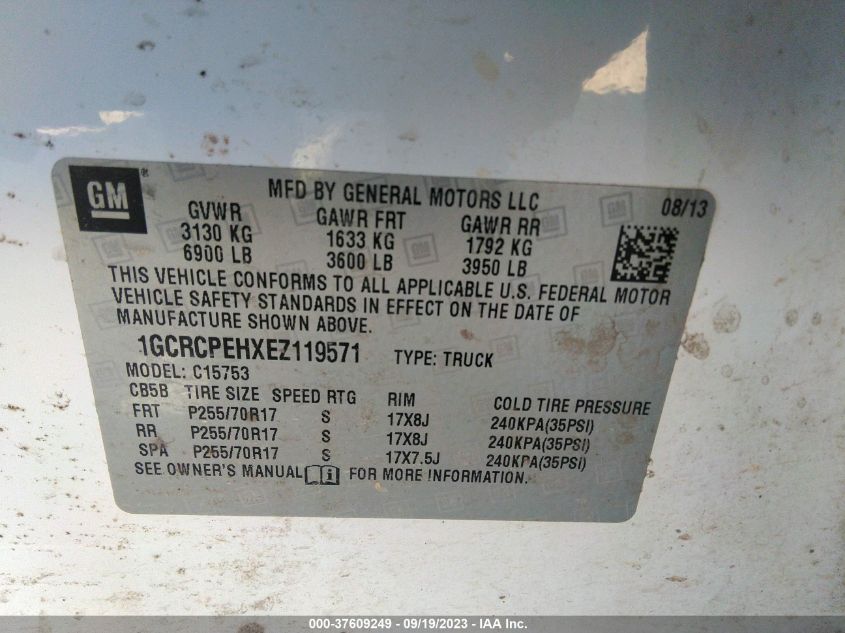 GM ®
MFD BY GENERAL MOTORS LLC 08/13
GVWR GAWR FRT GAWR RR
3130 KG 1633 KG 1792 KG
6900 LB 3600 LB 3950 LB
THIS VEHICLE CONFORMS TO ALL APPLICABLE U.S. FEDERAL MOTOR
VEHICLE SAFETY STANDARDS IN EFFECT ON THE DATE OF
MANUFACTURE SHOWN ABOVE.
1GCRCPEHXEZ119571 TYPE: TRUCK
MODEL: C15753
CB5B TIRE SIZE SPEED RTG RIM COLD TIRE PRESSURE
FRT P255/70R17 S 17X8J 240KPA(35PSI)
RR P255/70R17 S 17X8J 240KPA(35PSI)
SPA P255/70R17 S 17X7.5J 240KPA(35PSI)
SEE OWNER'S MANUAL FOR MORE INFORMATION.
000-37609249 - 09/19/2023 - IAA Inc.